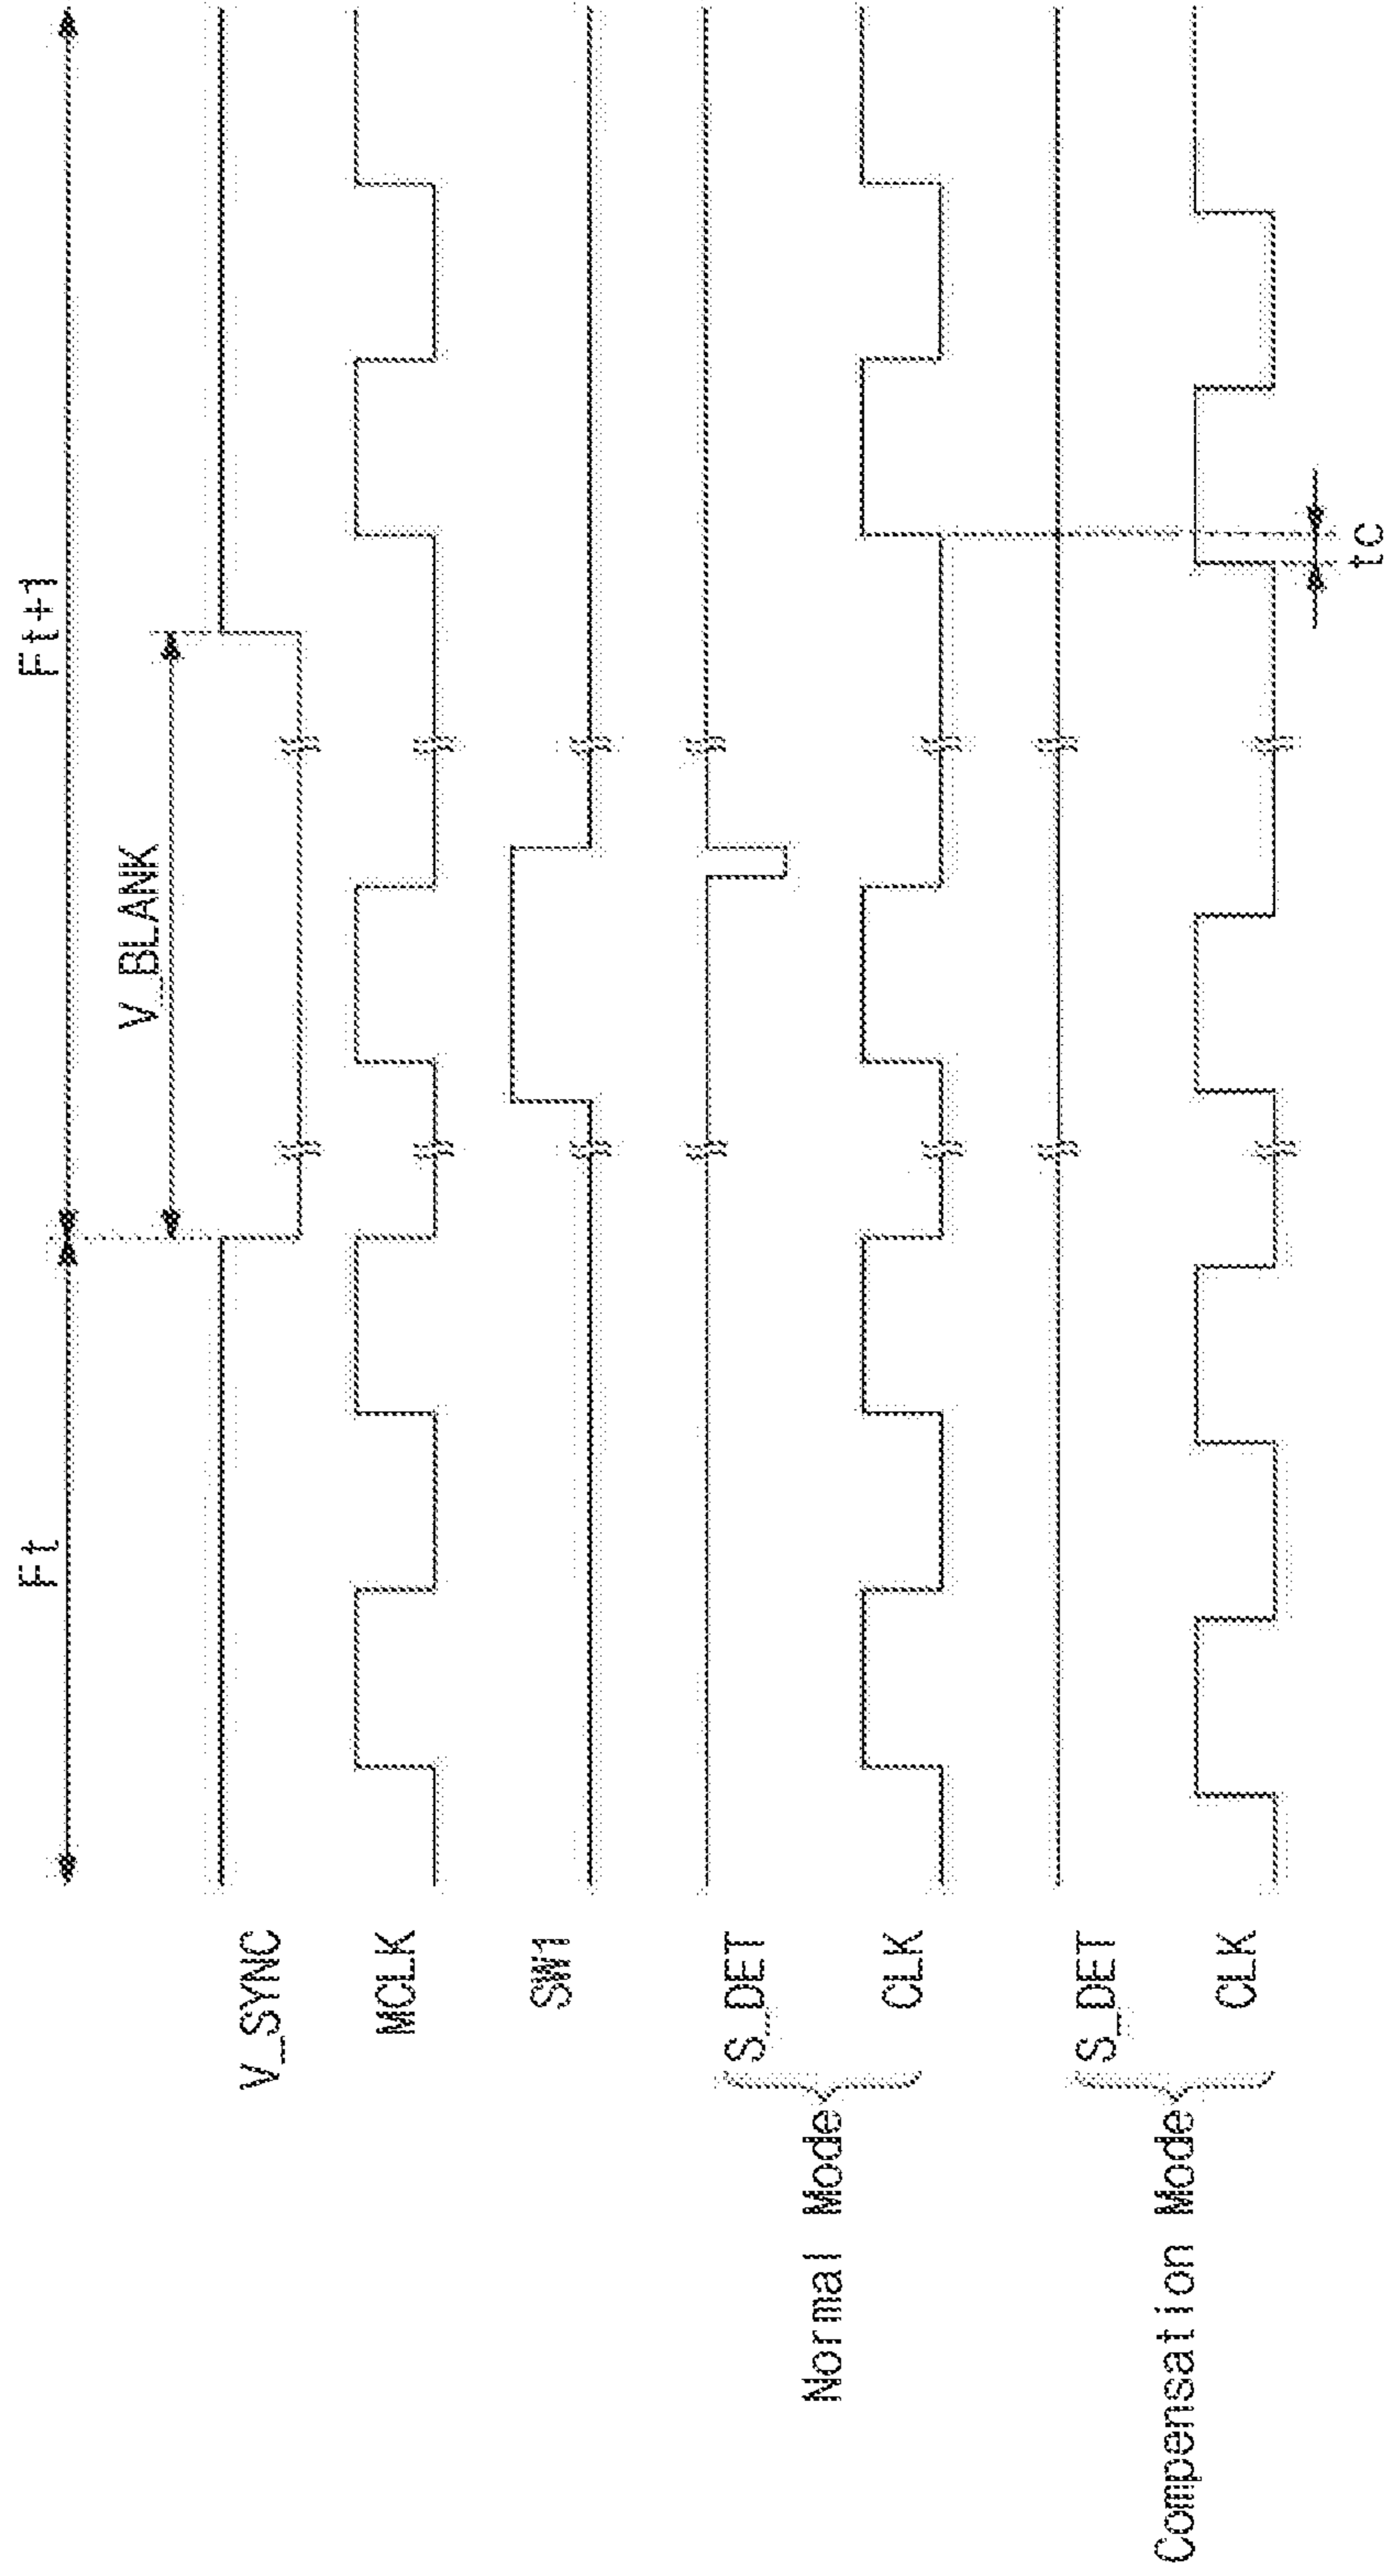 Ft
Ft+1
V_BLANK
V_SYNC
MCLK
SW1
Normal Mode
S_DET
CLK
Compensation Mode
S_DET
CLK
tc